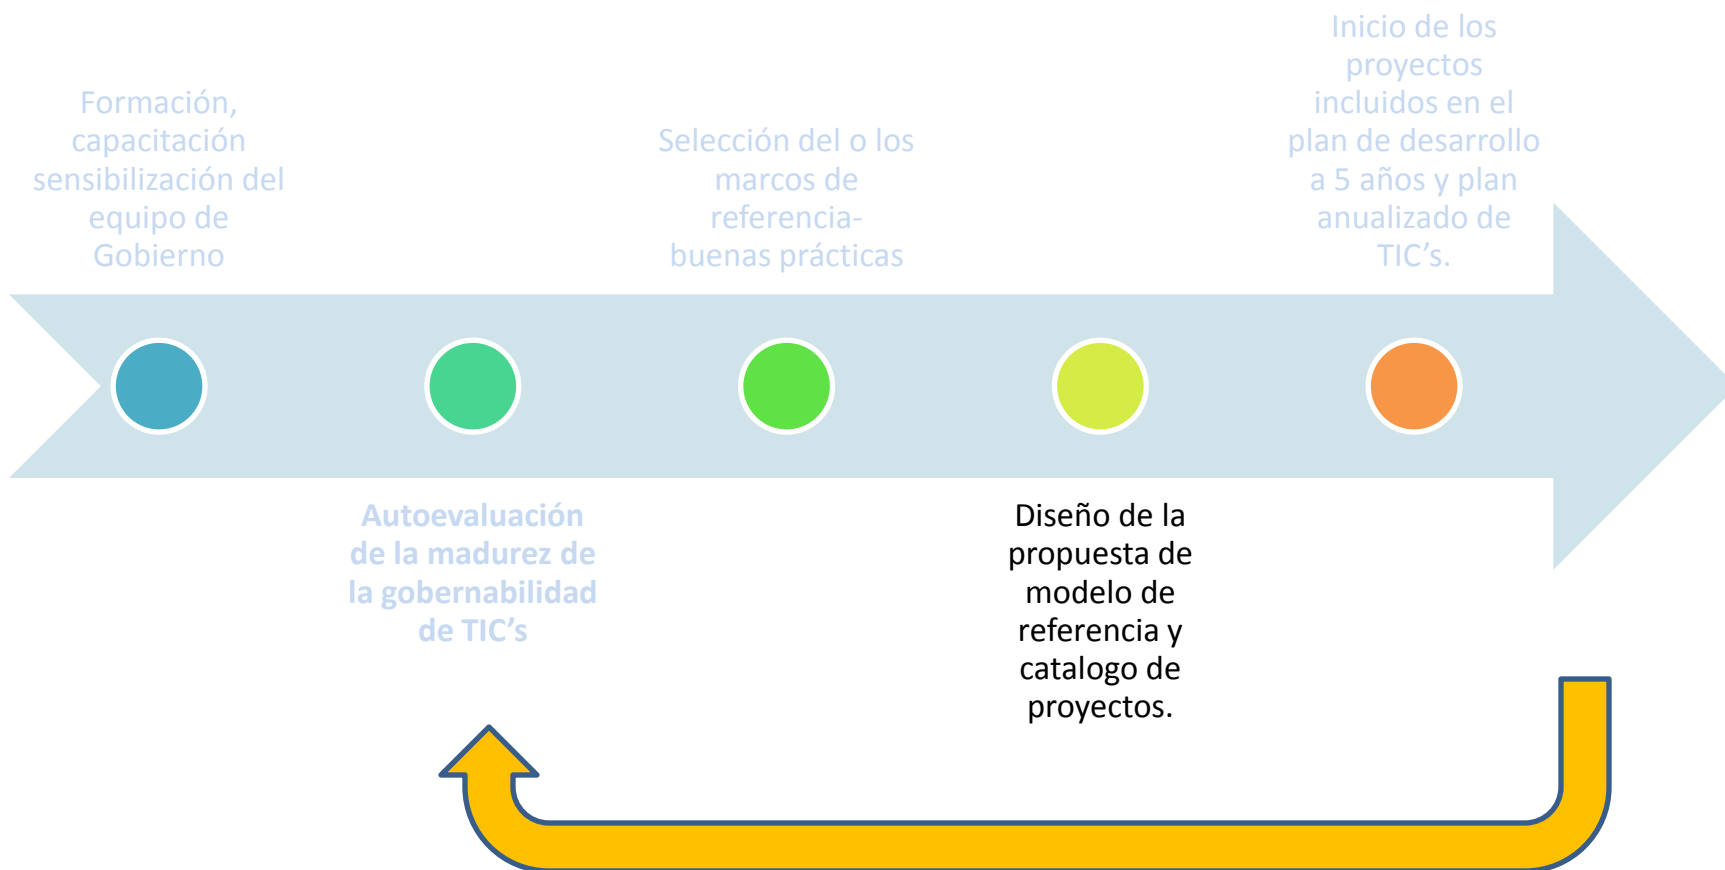 Formación,
capacitación
sensibilización del
equipo de
Gobierno
Autoevaluación
de la madurez de
la gobernabilidad
de TIC’s
Selección del o los
marcos de
referencia-
buenas prácticas
Diseño de la
propuesta de
modelo de
referencia y
catalogo de
proyectos.
Inicio de los
proyectos
incluidos en el
plan de desarrollo
a 5 años y plan
anualizado de
TIC’s.